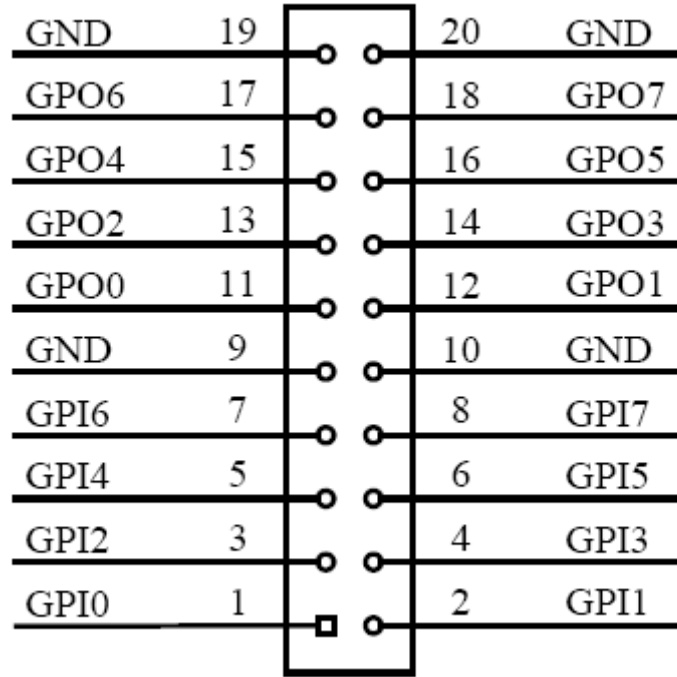 GND 19 20 GND
GPO6 17 18 GPO7
GPO4 15 16 GPO5
GPO2 13 14 GPO3
GPO0 11 12 GPO1
GND 9 10 GND
GPI6 7 8 GPI7
GPI4 5 6 GPI5
GPI2 3 4 GPI3
GPI0 1 2 GPI1